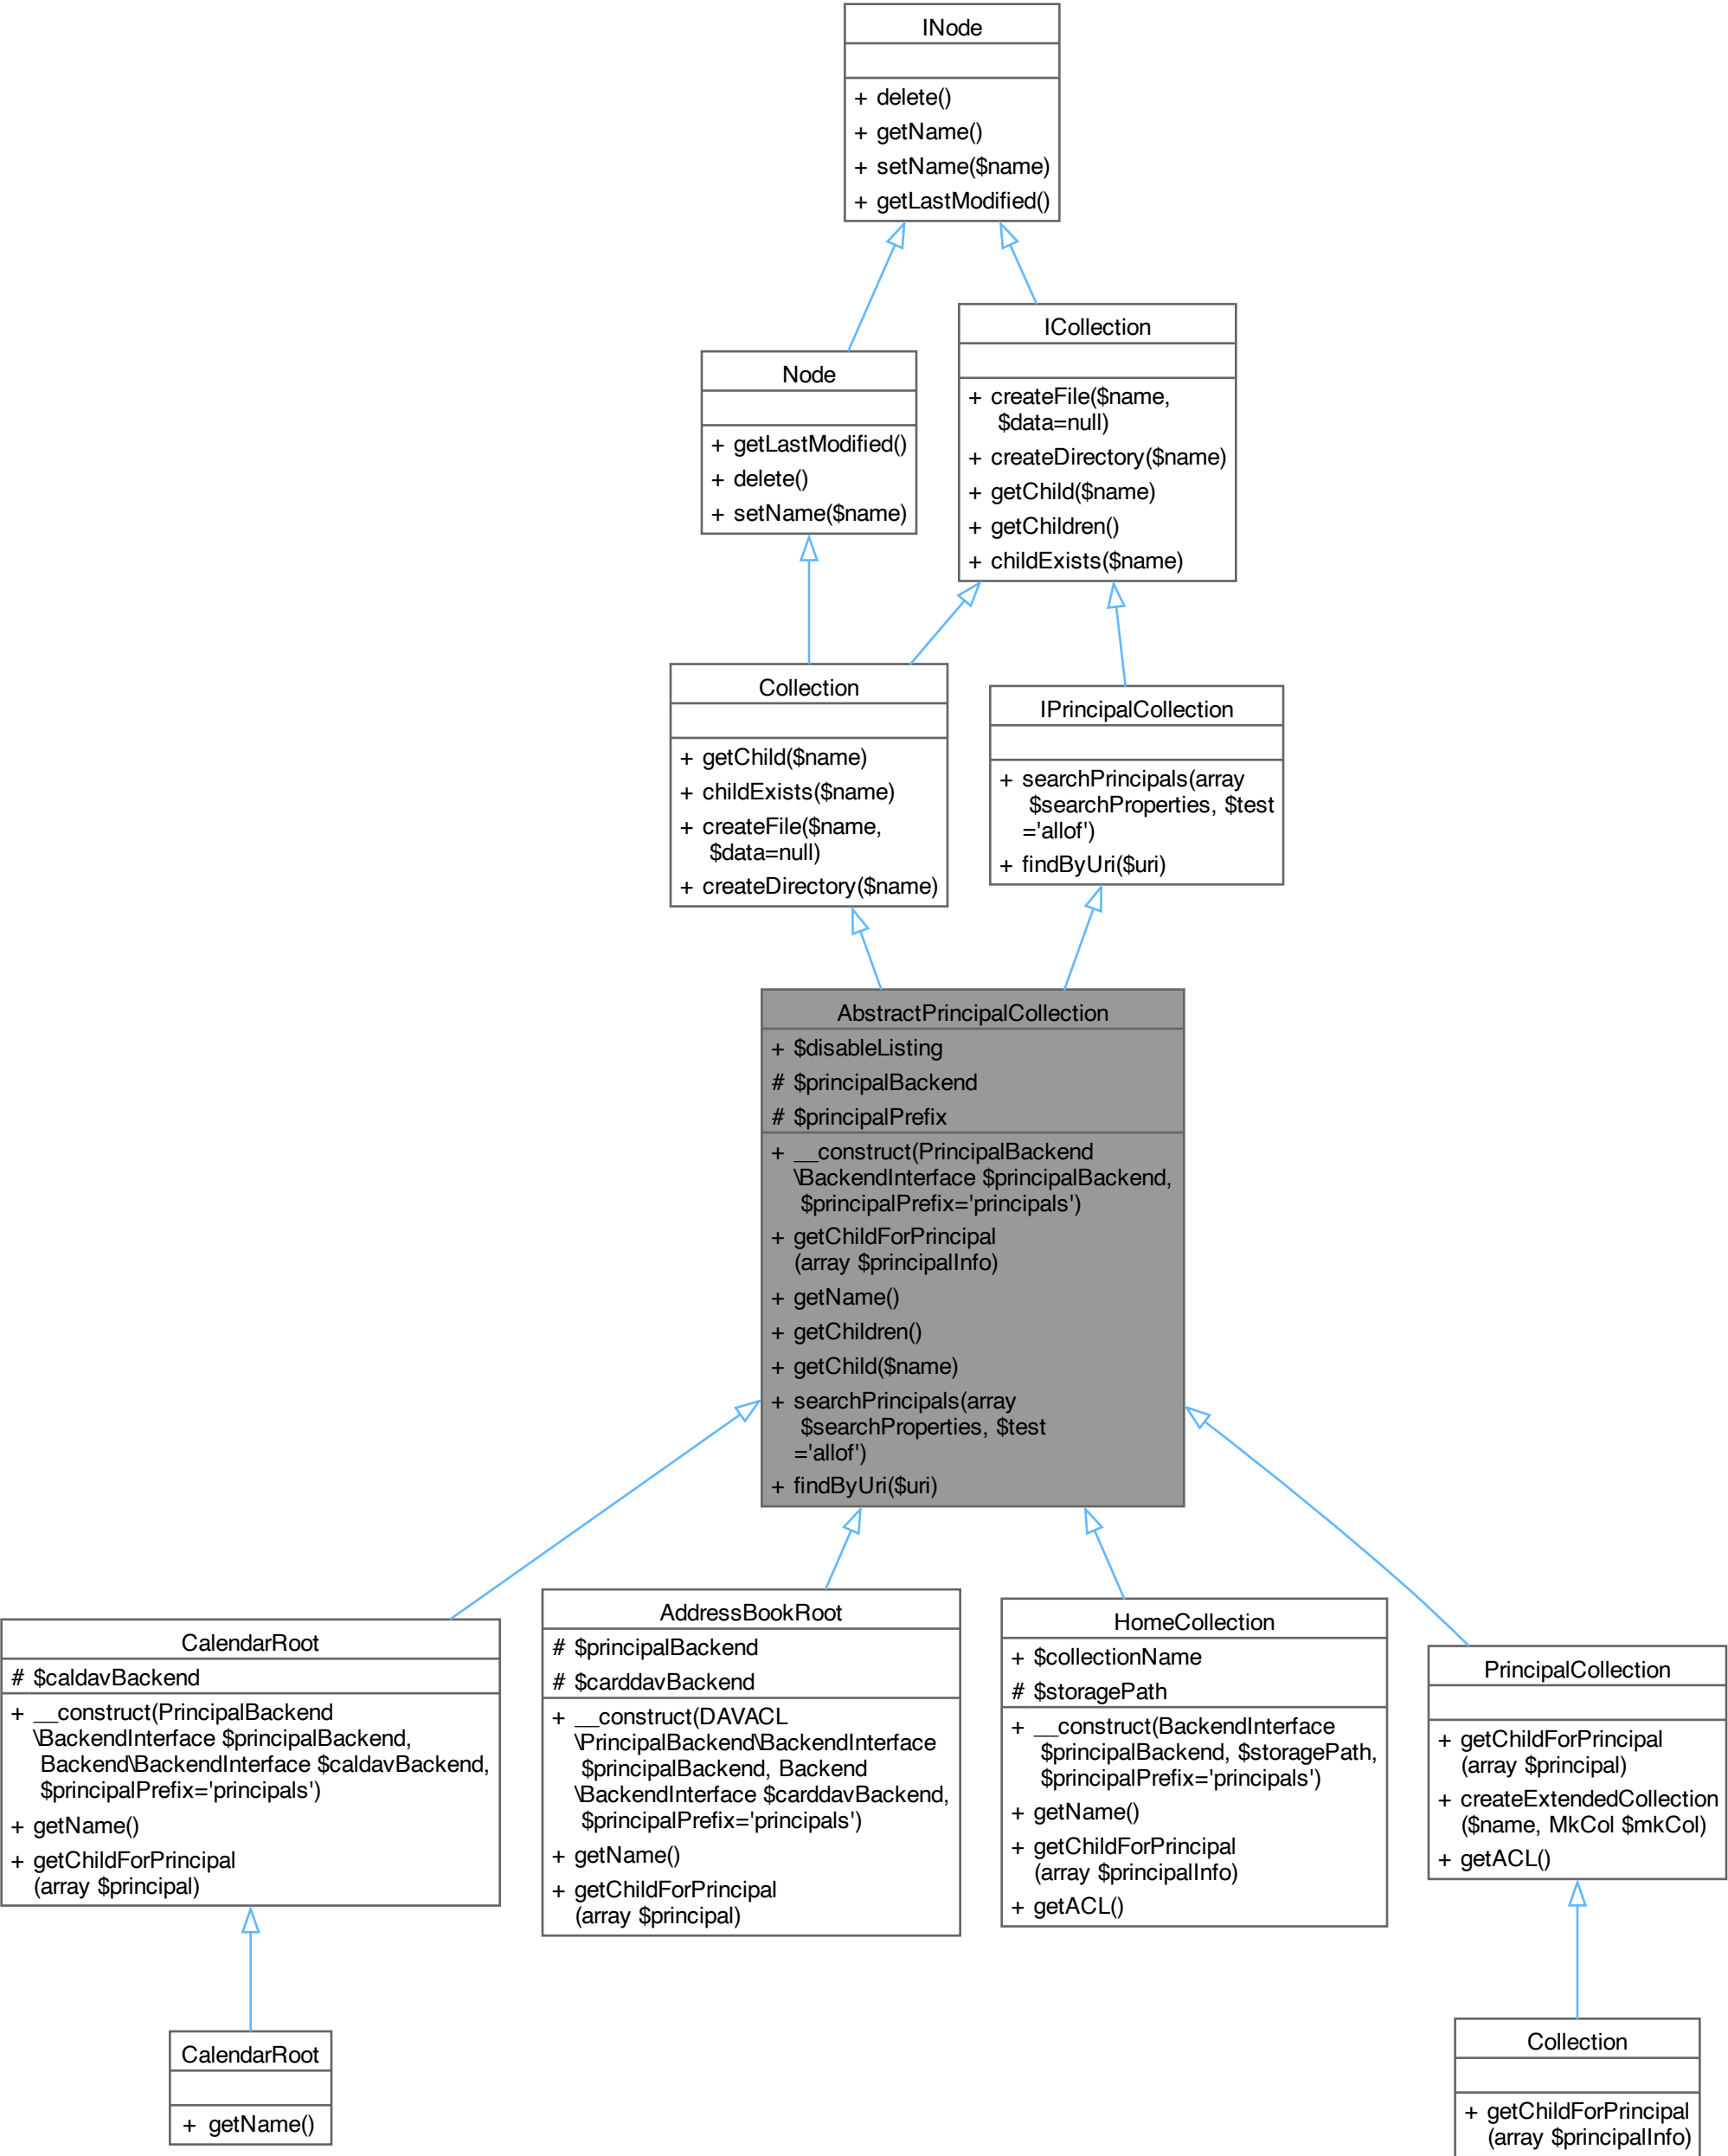 INode
+ delete()
+ getName()
+ setName($name)
+ getLastModified()
ICollection
+ createFile($name,
$data=null)
+ createDirectory($name)
+ getChild($name)
+ getChildren()
+ childExists($name)
Node
+ getLastModified()
+ delete()
+ setName($name)
Collection
+ getChild($name)
+ childExists($name)
+ createFile($name,
$data=null)
+ createDirectory($name)
IPrincipalCollection
+ searchPrincipals(array
$searchProperties, $test
='allof')
+ findByUri($uri)
AbstractPrincipalCollection
+ $disableListing
# $principalBackend
# $principalPrefix
+ __construct(PrincipalBackend
\BackendInterface $principalBackend,
$principalPrefix='principals')
+ getChildForPrincipal
(array $principalInfo)
+ getName()
+ getChildren()
+ getChild($name)
+ searchPrincipals(array
$searchProperties, $test
='allof')
+ findByUri($uri)
CalendarRoot
# $caldavBackend
+ __construct(PrincipalBackend
\BackendInterface $principalBackend,
Backend\BackendInterface $caldavBackend,
$principalPrefix='principals')
+ getName()
+ getChildForPrincipal
(array $principal)
AddressBookRoot
# $principalBackend
# $carddavBackend
+ __construct(DAVACL
\PrincipalBackend\BackendInterface
$principalBackend, Backend
\BackendInterface $carddavBackend,
$principalPrefix='principals')
+ getName()
+ getChildForPrincipal
(array $principal)
HomeCollection
+ $collectionName
# $storagePath
+ __construct(BackendInterface
$principalBackend, $storagePath,
$principalPrefix='principals')
+ getName()
+ getChildForPrincipal
(array $principalInfo)
+ getACL()
PrincipalCollection
+ getChildForPrincipal
(array $principal)
+ createExtendedCollection
($name, MkCol $mkCol)
+ getACL()
CalendarRoot
+ getName()
Collection
+ getChildForPrincipal
(array $principalInfo)